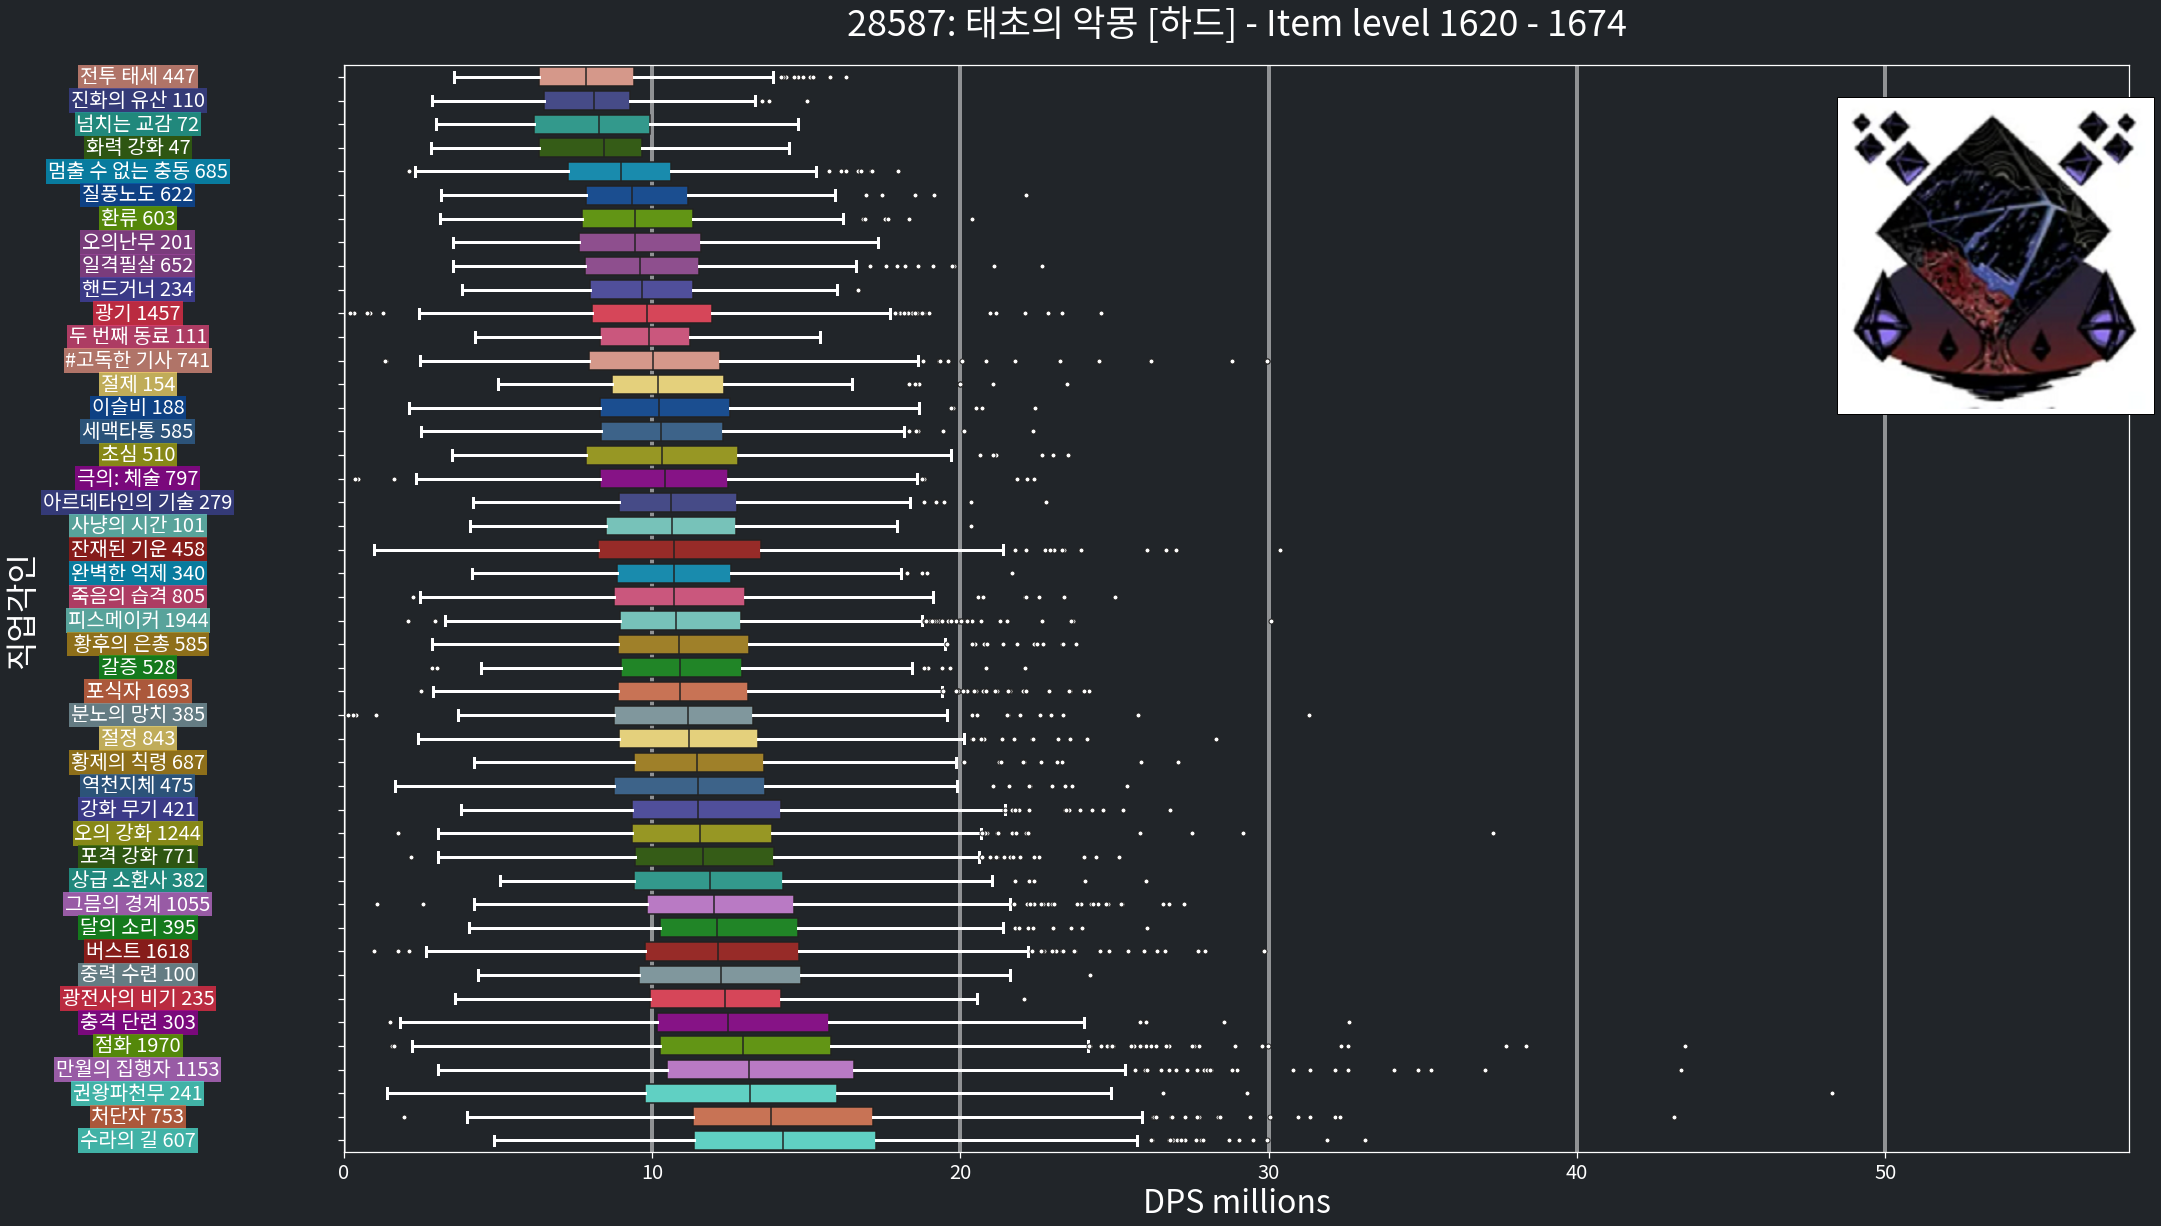 28587: 태초의 악몽 [하드] - Item level 1620 - 1674
전투 태세 447
진화의 유산 110
넘치는 교감 72
화력 강화 47
멈출 수 없는 충동 685
질풍노도 622
환류 603
오의난무 201
일격필살 652
핸드거너 234
광기 1457
두 번째 동료 111
#고독한 기사 741
절제 154
이슬비 188
세맥타통 585
초심 510
극의: 체술 797
아르데타인의 기술 279
사냥의 시간 101
잔재된 기운 458
완벽한 억제 340
죽음의 습격 805
피스메이커 1944
황후의 은총 585
갈증 528
포식자 1693
분노의 망치 385
절정 843
황제의 칙령 687
역천지체 475
강화 무기 421
오의 강화 1244
포격 강화 771
상급 소환사 382
그믐의 경계 1055
달의 소리 395
버스트 1618
중력 수련 100
광전사의 비기 235
충격 단련 303
점화 1970
만월의 집행자 1153
권왕파천무 241
처단자 753
수라의 길 607
직업각인
0 10 20 30 40 50
DPS millions